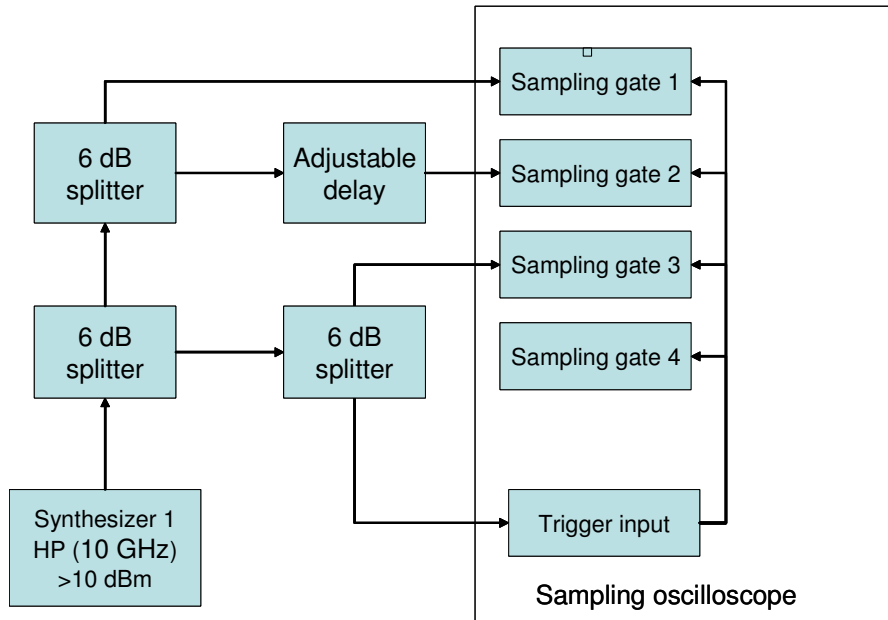 Sampling gate 1
6 dB
splitter
Adjustable
delay
Sampling gate 2
Sampling gate 3
6 dB
splitter
6 dB
splitter
Sampling gate 4
Synthesizer 1
HP (10 GHz)
>10 dBm
Trigger input
Sampling oscilloscope